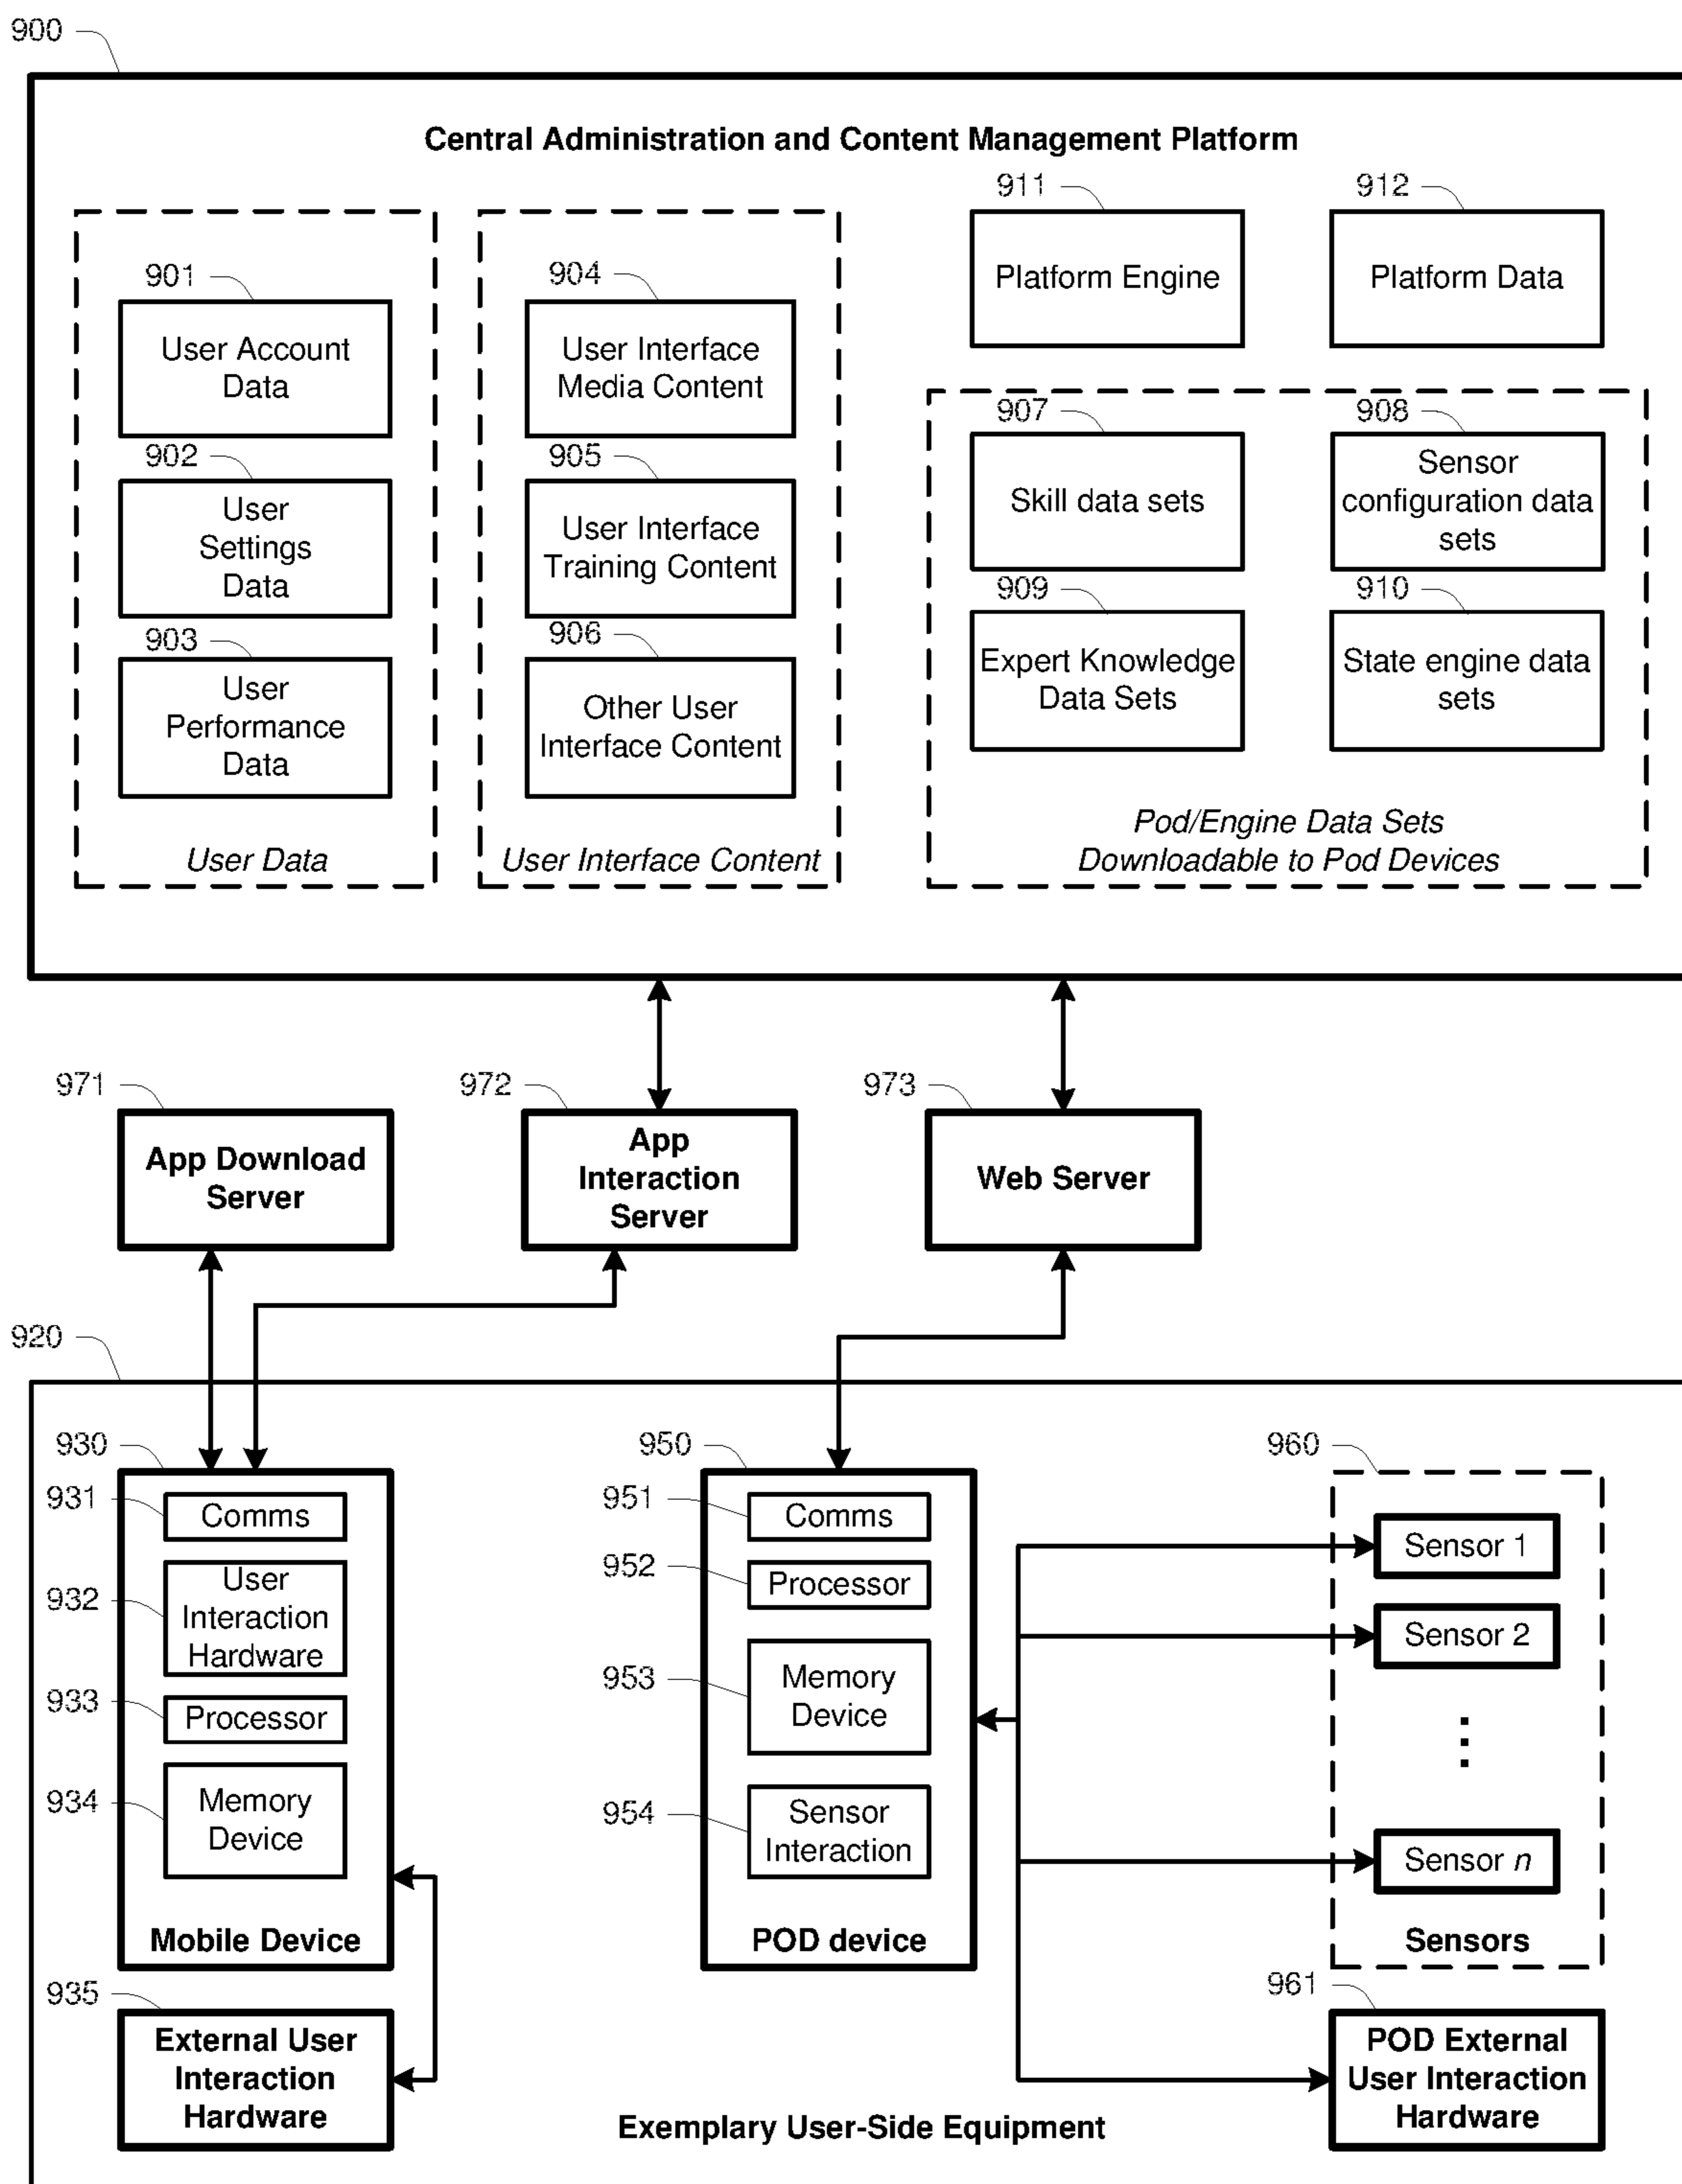 900
Central Administration and Content Management Platform
911
912
Platform Engine
Platform Data
901
User Account
Data
902
User
Settings
Data
903
User
Performance
Data
User Data
904
User Interface
Media Content
905
User Interface
Training Content
906
Other User
Interface Content
User Interface Content
907
Skill data sets
908
Sensor
configuration data
sets
909
Expert Knowledge
Data Sets
910
State engine data
sets
Pod/Engine Data Sets
Downloadable to Pod Devices
971
App Download
Server
972
App
Interaction
Server
973
Web Server
920
930
931
Comms
932
User
Interaction
Hardware
933
Processor
934
Memory
Device
Mobile Device
935
External User
Interaction
Hardware
950
951
Comms
952
Processor
953
Memory
Device
954
Sensor
Interaction
POD device
960
Sensor 1
Sensor 2
Sensor n
Sensors
961
POD External
User Interaction
Hardware
Exemplary User-Side Equipment